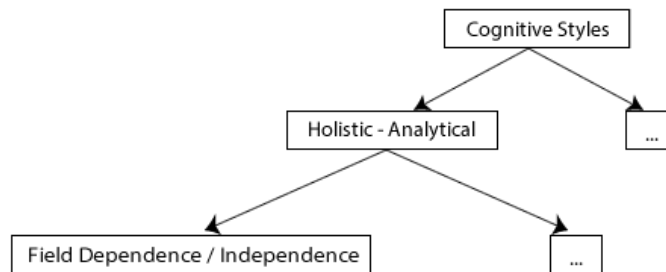 Cognitive Styles
Holistic - Analytical
...
Field Dependence / Independence
...